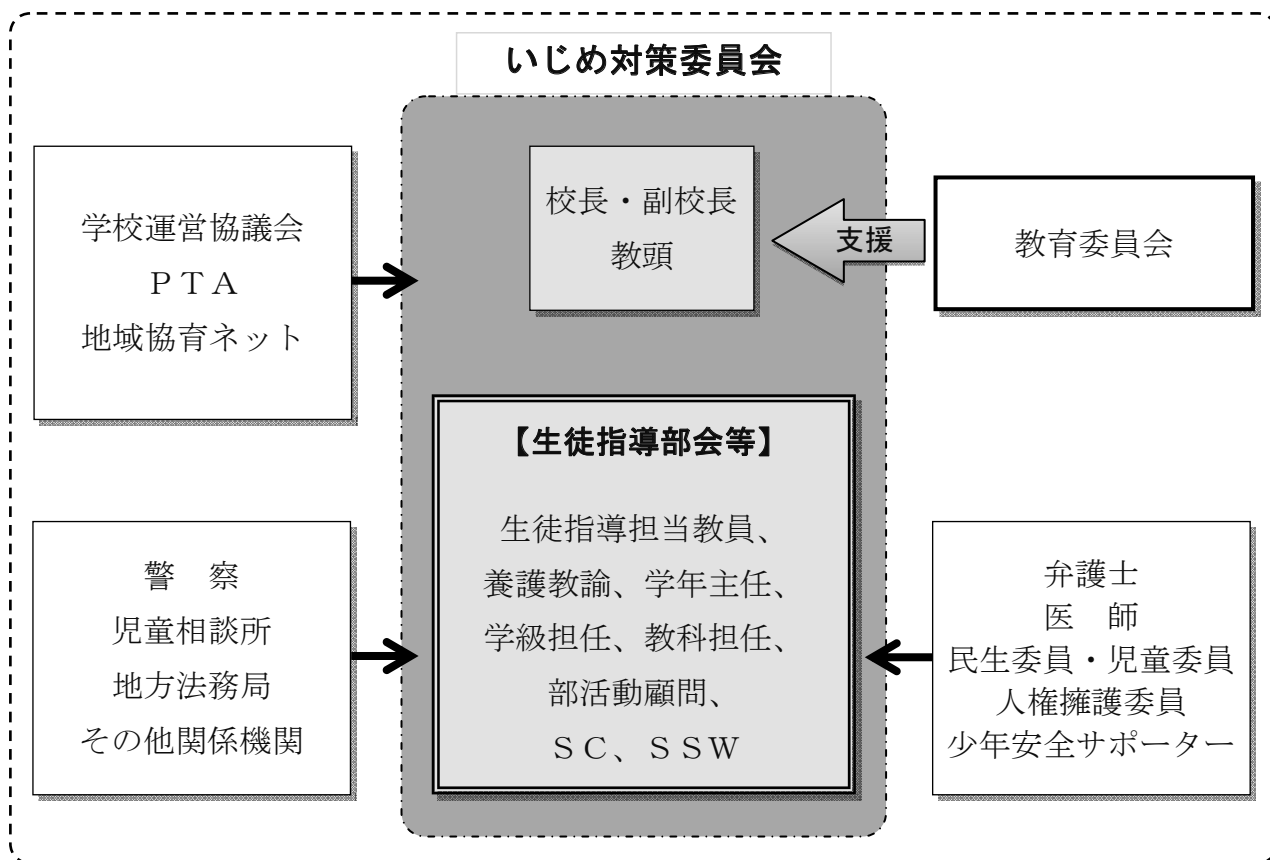 いじめ対策委員会
学校運営協議会
ＰＴＡ
地域協育ネット
校長・副校長
教頭
支援
教育委員会
【生徒指導部会等】
生徒指導担当教員、
養護教諭、学年主任、
学級担任、教科担任、
部活動顧問、
ＳＣ、ＳＳＷ
警　察
児童相談所
地方法務局
その他関係機関
弁護士
医　師
民生委員・児童委員
人権擁護委員
少年安全サポーター